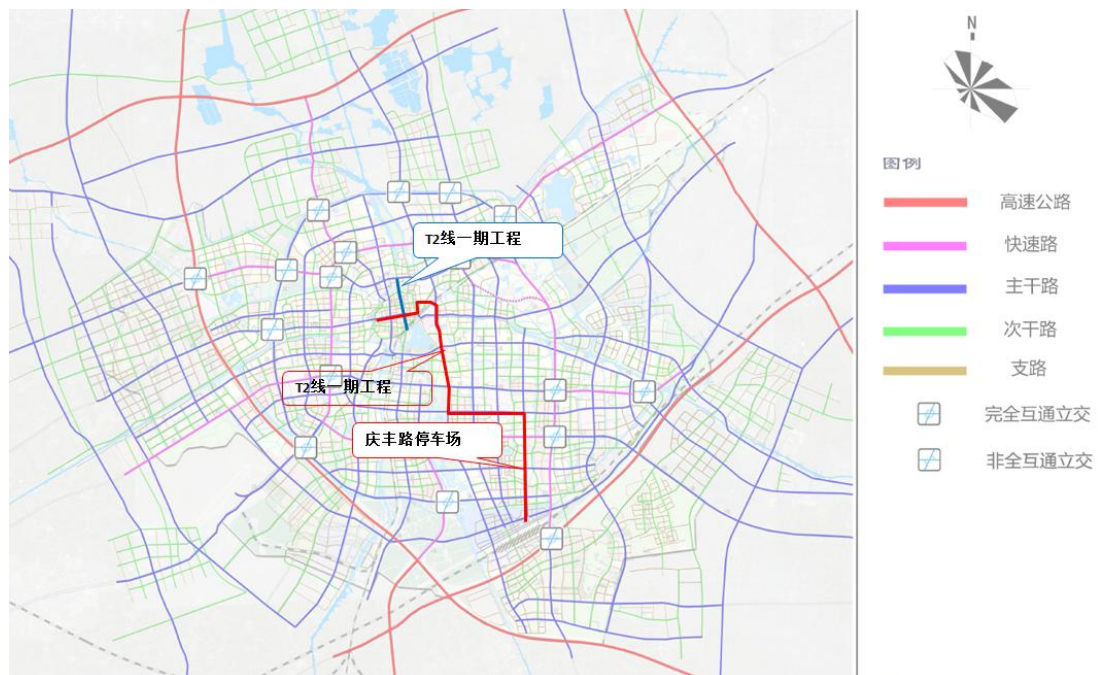 N
图例
高速公路
快速路
主干路
次干路
支路
完全互通立交
非全互通立交
T2线一期工程
T2线一期工程
庆丰路停车场